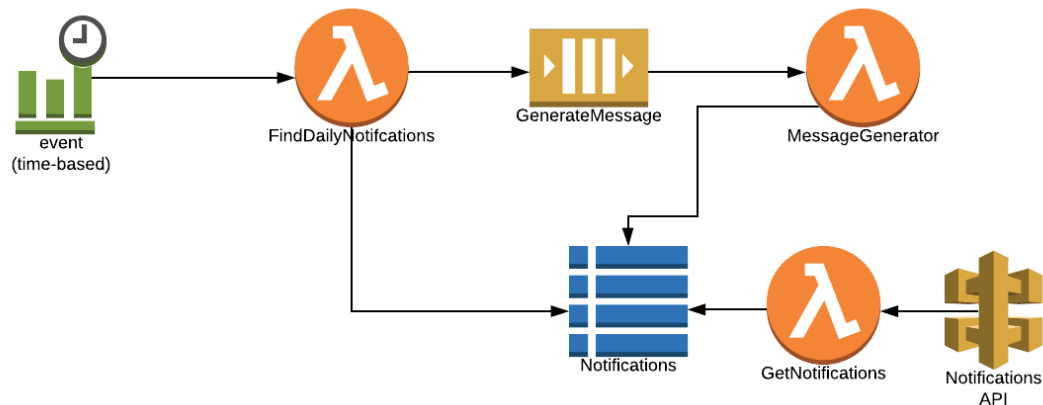 event
(time-based)
FindDailyNotifcations
GenerateMessage
MessageGenerator
Notifications
GetNotifications
Notifications
API